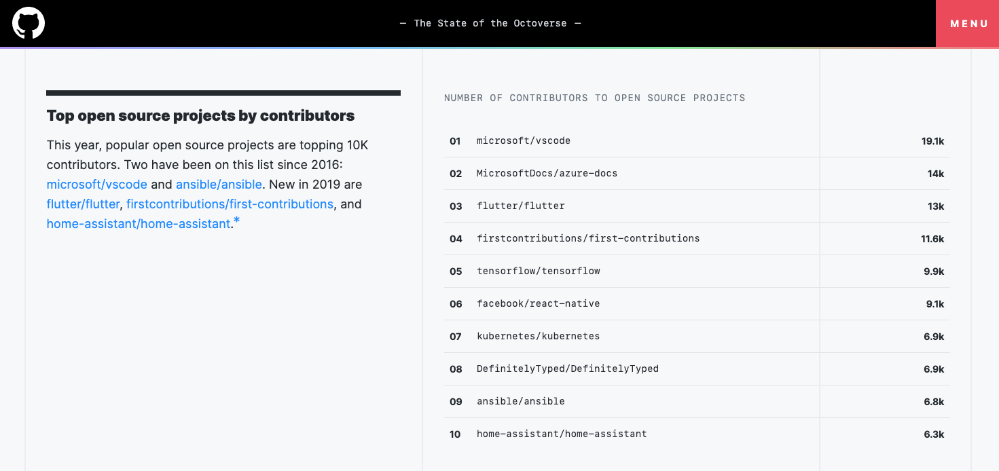 — The State of the Octoverse —
MENU
Top open source projects by contributors
This year, popular open source projects are topping 10K
contributors. Two have been on this list since 2016:
microsoft/vscode and ansible/ansible. New in 2019 are
flutter/flutter, firstcontributions/first-contributions, and
home-assistant/home-assistant.*
NUMBER OF CONTRIBUTORS TO OPEN SOURCE PROJECTS
01 microsoft/vscode 19.1k
02 MicrosoftDocs/azure-docs 14k
03 flutter/flutter 13k
04 firstcontributions/first-contributions 11.6k
05 tensorflow/tensorflow 9.9k
06 facebook/react-native 9.1k
07 kubernetes/kubernetes 6.9k
08 DefinitelyTyped/DefinitelyTyped 6.9k
09 ansible/ansible 6.8k
10 home-assistant/home-assistant 6.3k